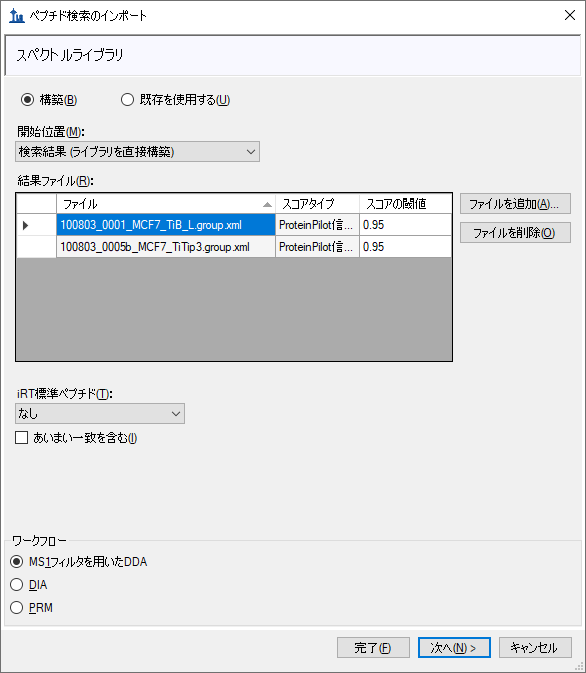 ペプチド検索のインポート
スペクトルライブラリ
構築(B) 既存を使用する(U)
開始位置(M):
検索結果 (ライブラリを直接構築)
結果ファイル(R):
ファイル スコアタイプ スコアの閾値
100803_0001_MCF7_TiB_L.group.xml ProteinPilot信... 0.95
100803_0005b_MCF7_TiTip3.group.xml ProteinPilot信... 0.95
ファイルを追加(A)...
ファイルを削除(O)
iRT標準ペプチド(T):
なし
あいまい一致を含む(I)
ワークフロー
MS1フィルタを用いたDDA
DIA
PRM
完了(F) 次へ(N) > キャンセル